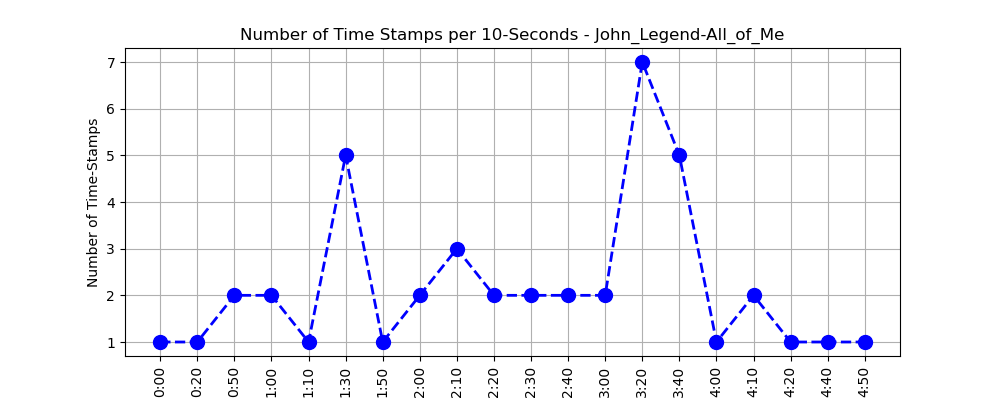 Number of Time Stamps per 10-Seconds - John_Legend-All_of_Me
Number of Time-Stamps
7
6
5
4
3
2
1
0:00 0:20 0:50 1:00 1:10 1:30 1:50 2:00 2:10 2:20 2:30 2:40 3:00 3:20 3:40 4:00 4:10 4:20 4:40 4:50